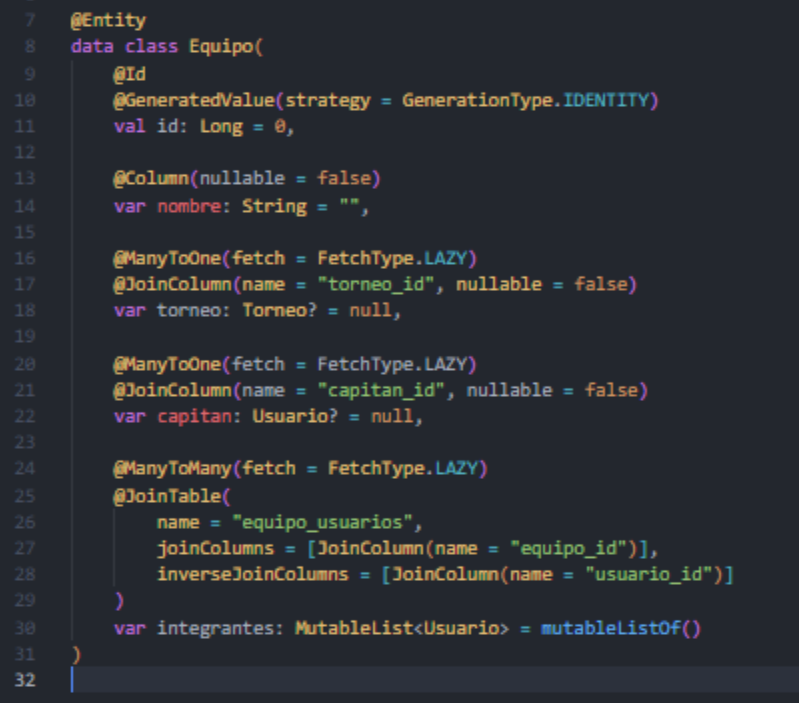 7 @Entity
8 data class Equipo(
9     @Id
10     @GeneratedValue(strategy = GenerationType.IDENTITY)
11     val id: Long = 0,
12
13     @Column(nullable = false)
14     var nombre: String = "",
15
16     @ManyToOne(fetch = FetchType.LAZY)
17     @JoinColumn(name = "torneo_id", nullable = false)
18     var torneo: Torneo? = null,
19
20     @ManyToOne(fetch = FetchType.LAZY)
21     @JoinColumn(name = "capitan_id", nullable = false)
22     var capitan: Usuario? = null,
23
24     @ManyToMany(fetch = FetchType.LAZY)
25     @JoinTable(
26         name = "equipo_usuarios",
27         joinColumns = [JoinColumn(name = "equipo_id")],
28         inverseJoinColumns = [JoinColumn(name = "usuario_id")]
29     )
30     var integrantes: MutableList<Usuario> = mutableListOf()
31 )
32